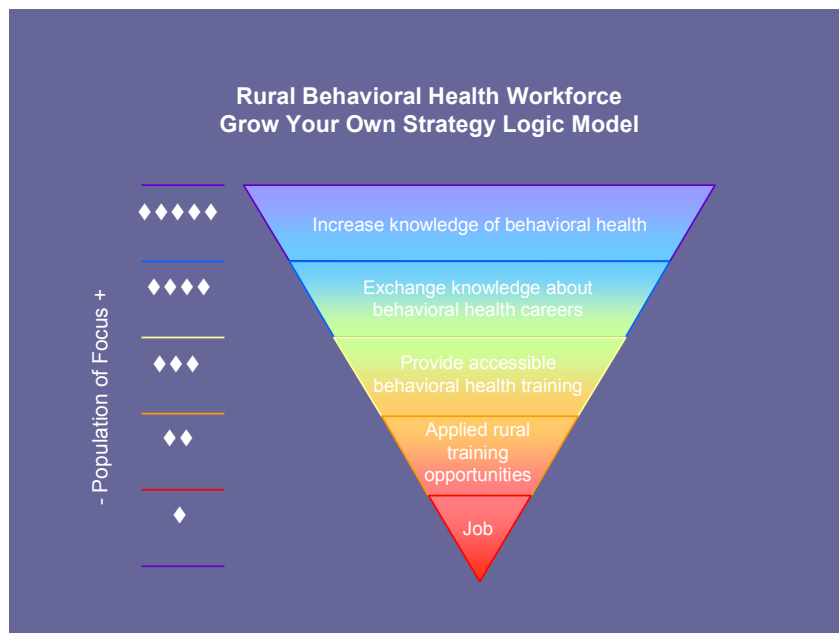 Rural Behavioral Health Workforce
Grow Your Own Strategy Logic Model
- Population of Focus +
Increase knowledge of behavioral health
Exchange knowledge about
behavioral health careers
Provide accessible
behavioral health training
Applied rural
training
opportunities
Job